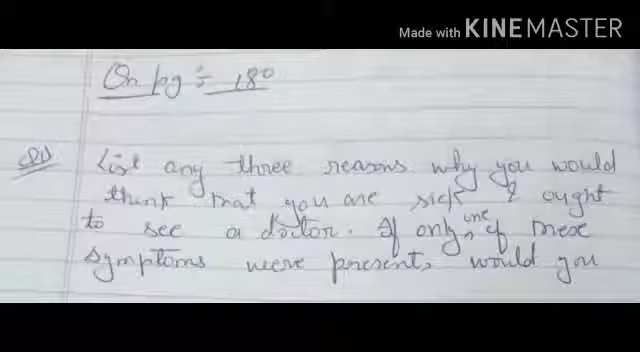 Made with KINEMASTER
On pg :- 180
Q1) List any three reasons why you would
think that you are sick & ought
to see a doctor. If only one of these
symptoms were present, would you